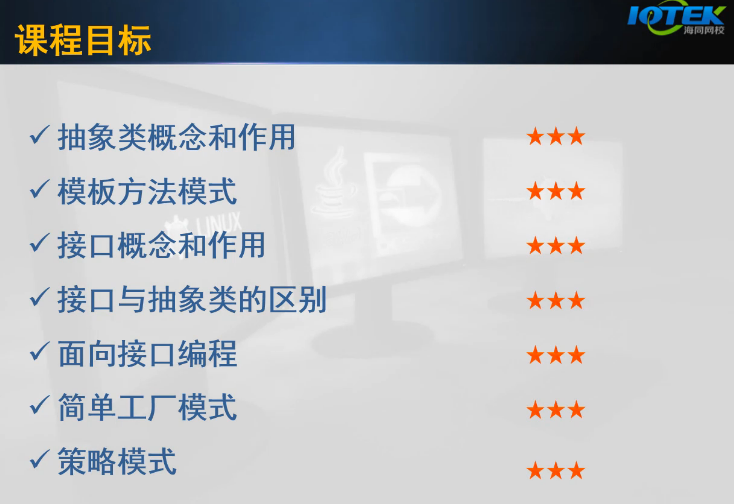 课程目标
IOTEK
海同网校
✓ 抽象类概念和作用 ★★★
✓ 模板方法模式 ★★★
✓ 接口概念和作用 ★★★
✓ 接口与抽象类的区别 ★★★
✓ 面向接口编程 ★★★
✓ 简单工厂模式 ★★★
✓ 策略模式 ★★★
LINUX